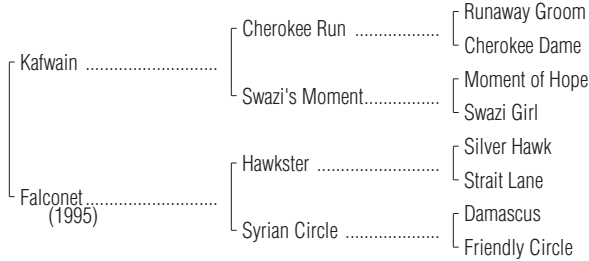 Runaway Groom
Cherokee Run ...................
Cherokee Dame
Kafwain .............................
Moment of Hope
Swazi's Moment.................
Swazi Girl
Silver Hawk
Hawkster ...........................
Strait Lane
Falconet.............................
(1995)
Damascus
Syrian Circle .....................
Friendly Circle